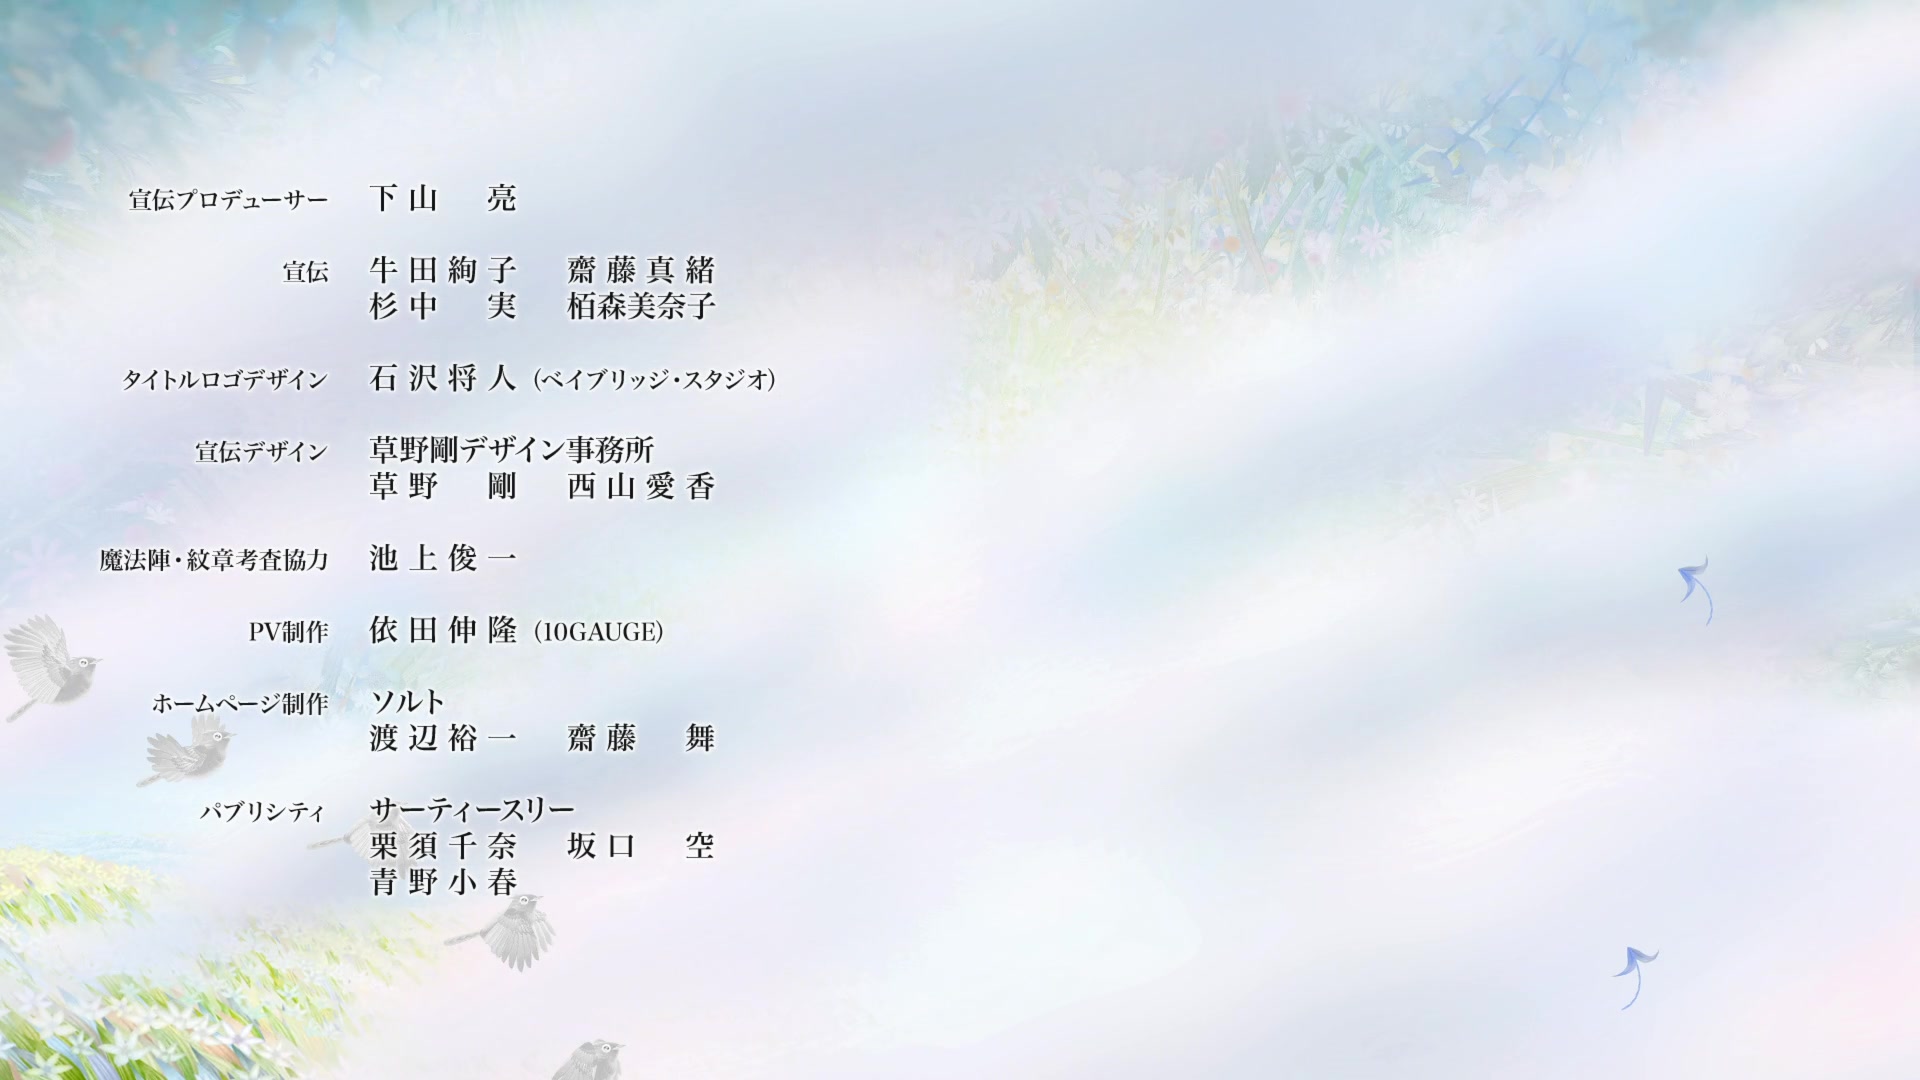 宣伝プロデューサー 下山 亮
宣伝 牛田絢子 齋藤真緒
杉中 実 栢森美奈子
タイトルロゴデザイン 石沢将人（ベイブリッジ・スタジオ）
宣伝デザイン 草野剛デザイン事務所
草野 剛 西山愛香
魔法陣・紋章考査協力 池上俊一
PV制作 依田伸隆（10GAUGE）
ホームページ制作 ソルト
渡辺裕一 齋藤 舞
パブリシティ サーティースリー
栗須千奈 坂口 空
青野小春